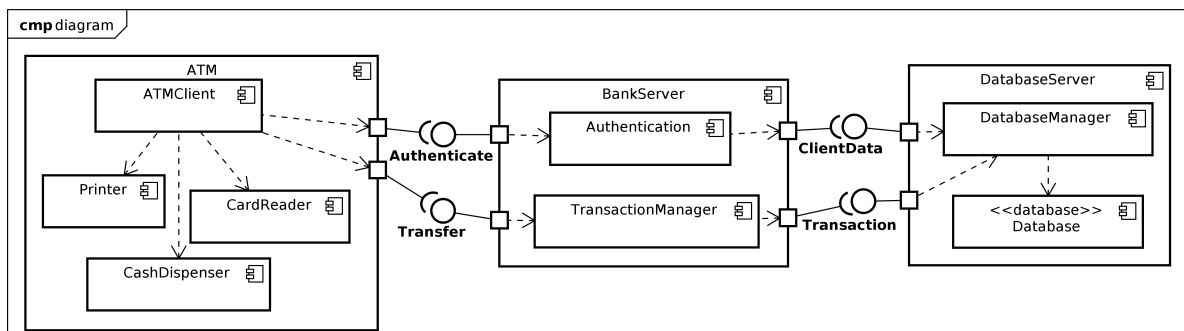 cmp diagram
ATM
ATMClient
Printer
CardReader
CashDispenser
Authenticate
Transfer
BankServer
Authentication
TransactionManager
ClientData
Transaction
DatabaseServer
DatabaseManager
<<database>>
Database